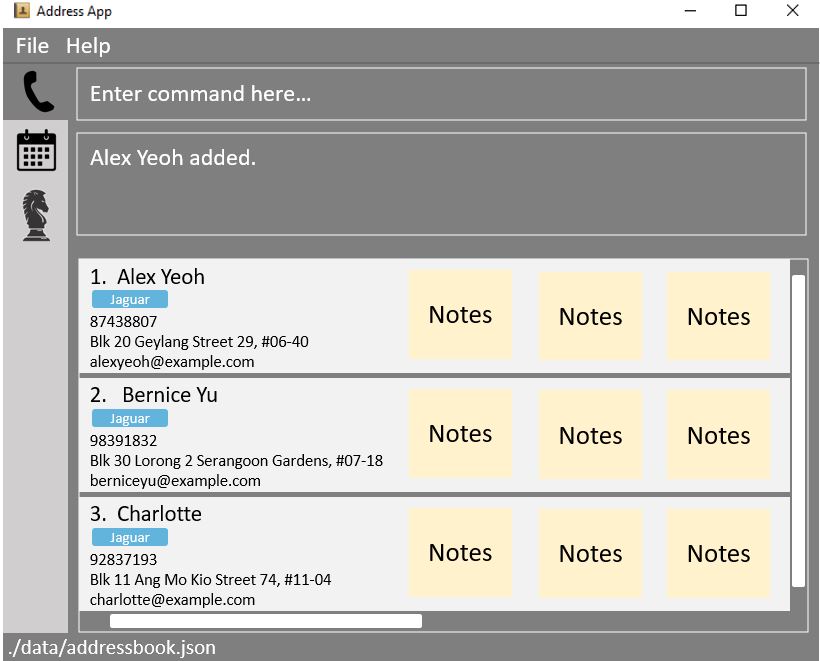 Address App
File Help
Enter command here...
Alex Yeoh added.
1. Alex Yeoh
Jaguar
87438807
Blk 20 Geylang Street 29, #06-40
alexyeoh@example.com
Notes Notes Notes
2. Bernice Yu
Jaguar
98391832
Blk 30 Lorong 2 Serangoon Gardens, #07-18
berniceyu@example.com
Notes Notes Notes
3. Charlotte
Jaguar
92837193
Blk 11 Ang Mo Kio Street 74, #11-04
charlotte@example.com
Notes Notes Notes
./data/addressbook.json